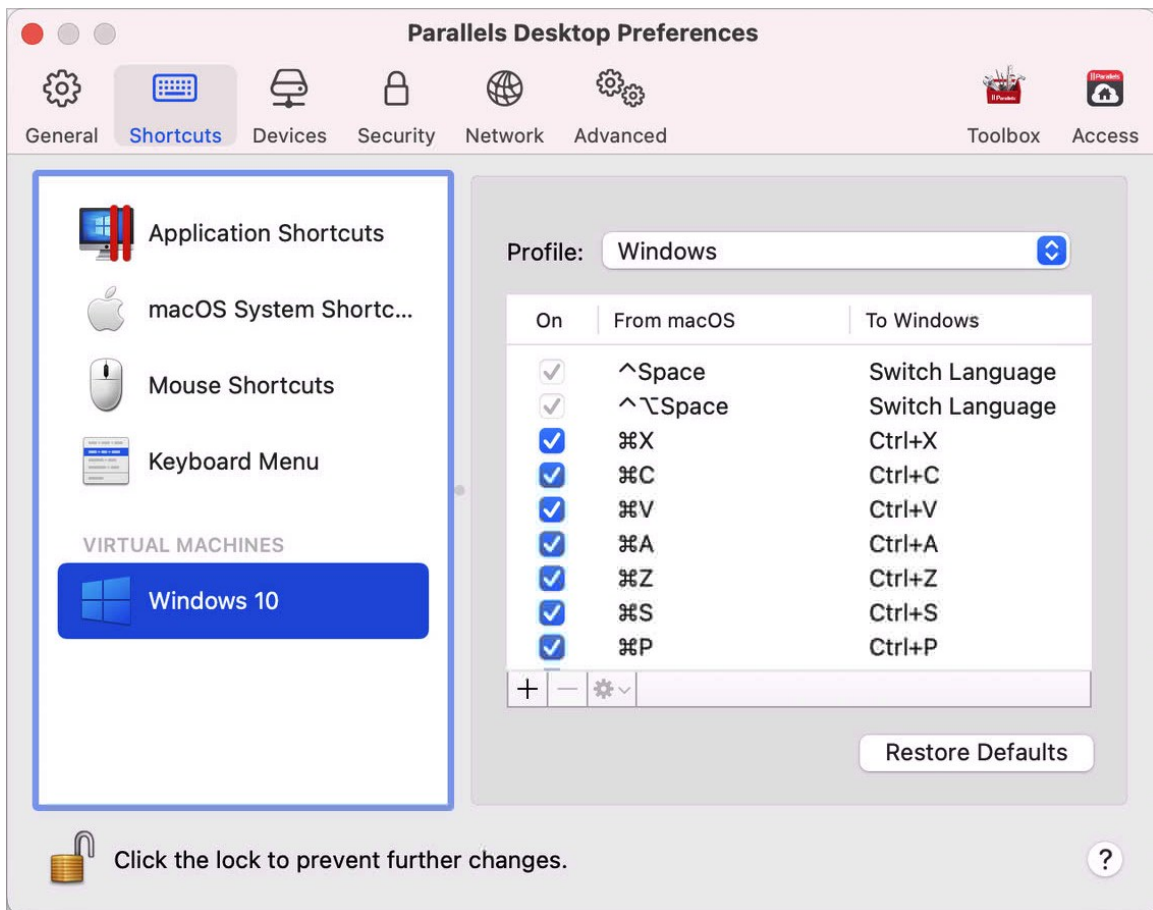 Parallels Desktop Preferences
General Shortcuts Devices Security Network Advanced Toolbox Access
Application Shortcuts
macOS System Shortc...
Mouse Shortcuts
Keyboard Menu
VIRTUAL MACHINES
Windows 10
Profile: Windows
On From macOS To Windows
^Space Switch Language
^⌥Space Switch Language
⌘X Ctrl+X
⌘C Ctrl+C
⌘V Ctrl+V
⌘A Ctrl+A
⌘Z Ctrl+Z
⌘S Ctrl+S
⌘P Ctrl+P
Restore Defaults
Click the lock to prevent further changes.
?